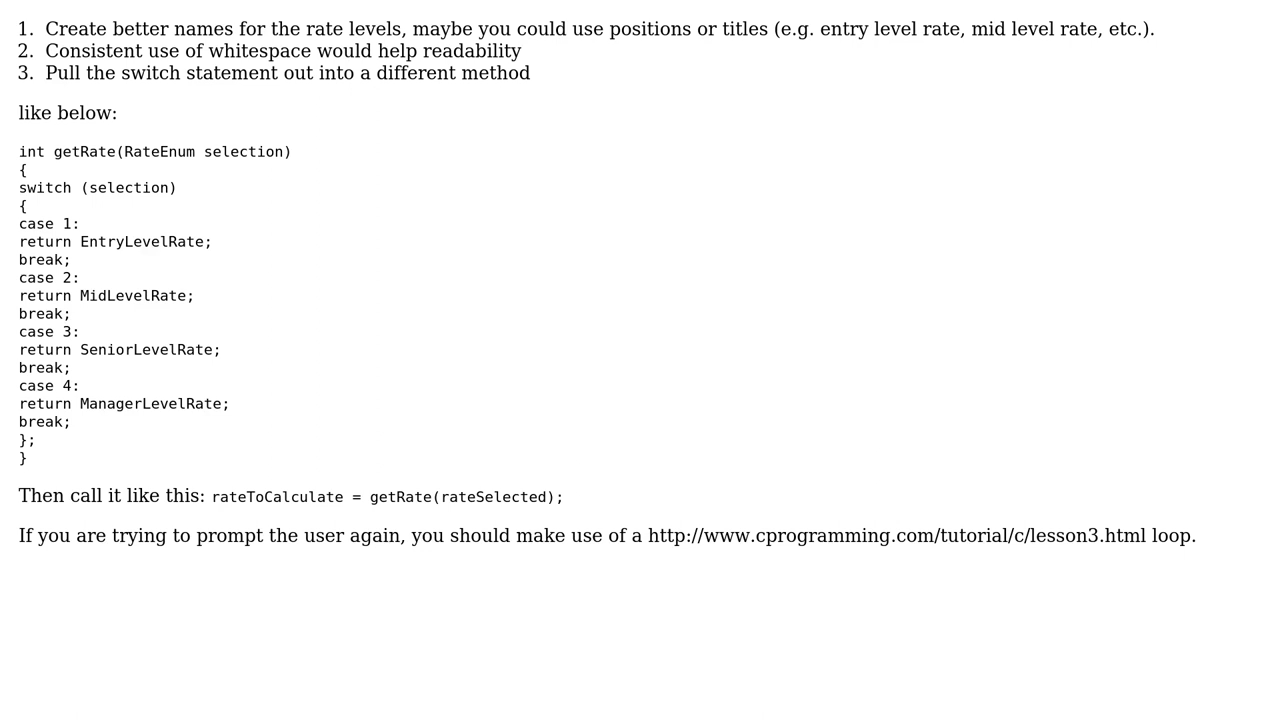 1. Create better names for the rate levels, maybe you could use positions or titles (e.g. entry level rate, mid level rate, etc.).
2. Consistent use of whitespace would help readability
3. Pull the switch statement out into a different method
like below:
int getRate(RateEnum selection)
{
switch (selection)
{
case 1:
return EntryLevelRate;
break;
case 2:
return MidLevelRate;
break;
case 3:
return SeniorLevelRate;
break;
case 4:
return ManagerLevelRate;
break;
};
}
Then call it like this: rateToCalculate = getRate(rateSelected);
If you are trying to prompt the user again, you should make use of a http://www.cprogramming.com/tutorial/c/lesson3.html loop.